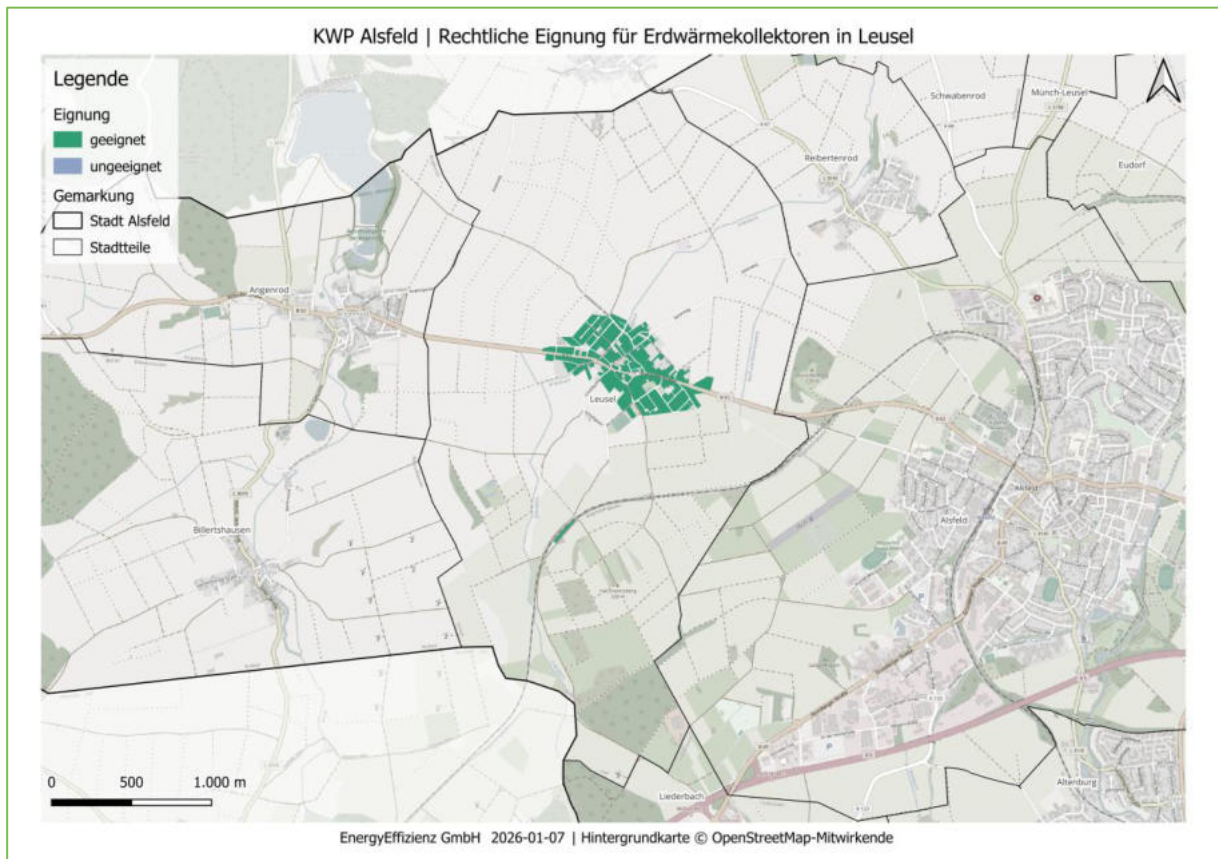 KWP Alsfeld | Rechtliche Eignung für Erdwärmekollektoren in Leusel
Legende
Eignung
geeignet
ungeeignet
Gemarkung
Stadt Alsfeld
Stadtteile
Schwabenrod
Münch-Leusel
Reibertenrod
Eudorf
Angenrod
Leusel
Alsfeld
Alsfeld
Billertshausen
Altenburg
Liederbach
0 500 1.000 m
EnergyEffizienz GmbH 2026-01-07 | Hintergrundkarte © OpenStreetMap-Mitwirkende